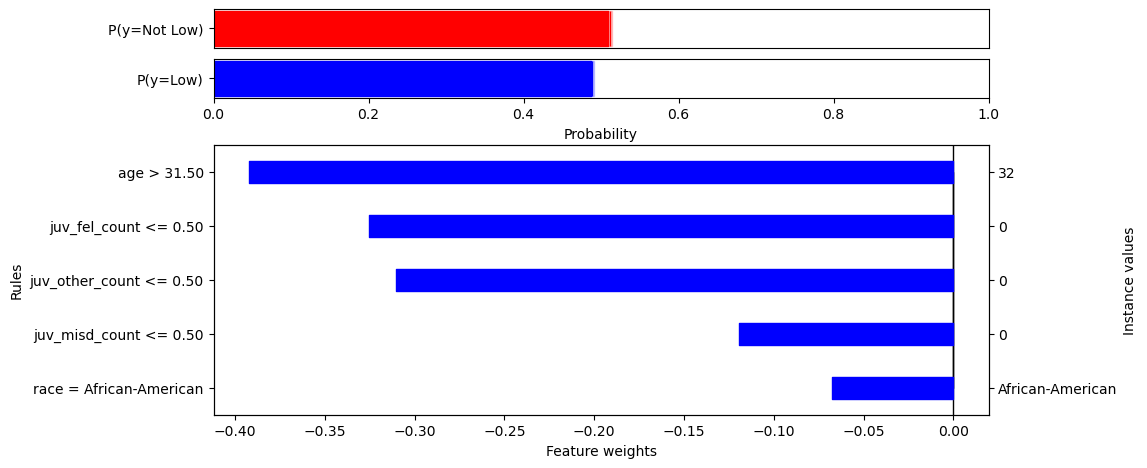 P(y=Not Low)
P(y=Low)
0.0 0.2 0.4 0.6 0.8 1.0
Probability
age > 31.50 32
juv_fel_count <= 0.50 0
juv_other_count <= 0.50 0
juv_misd_count <= 0.50 0
race = African-American African-American
Rules
Instance values
−0.40 −0.35 −0.30 −0.25 −0.20 −0.15 −0.10 −0.05 0.00
Feature weights